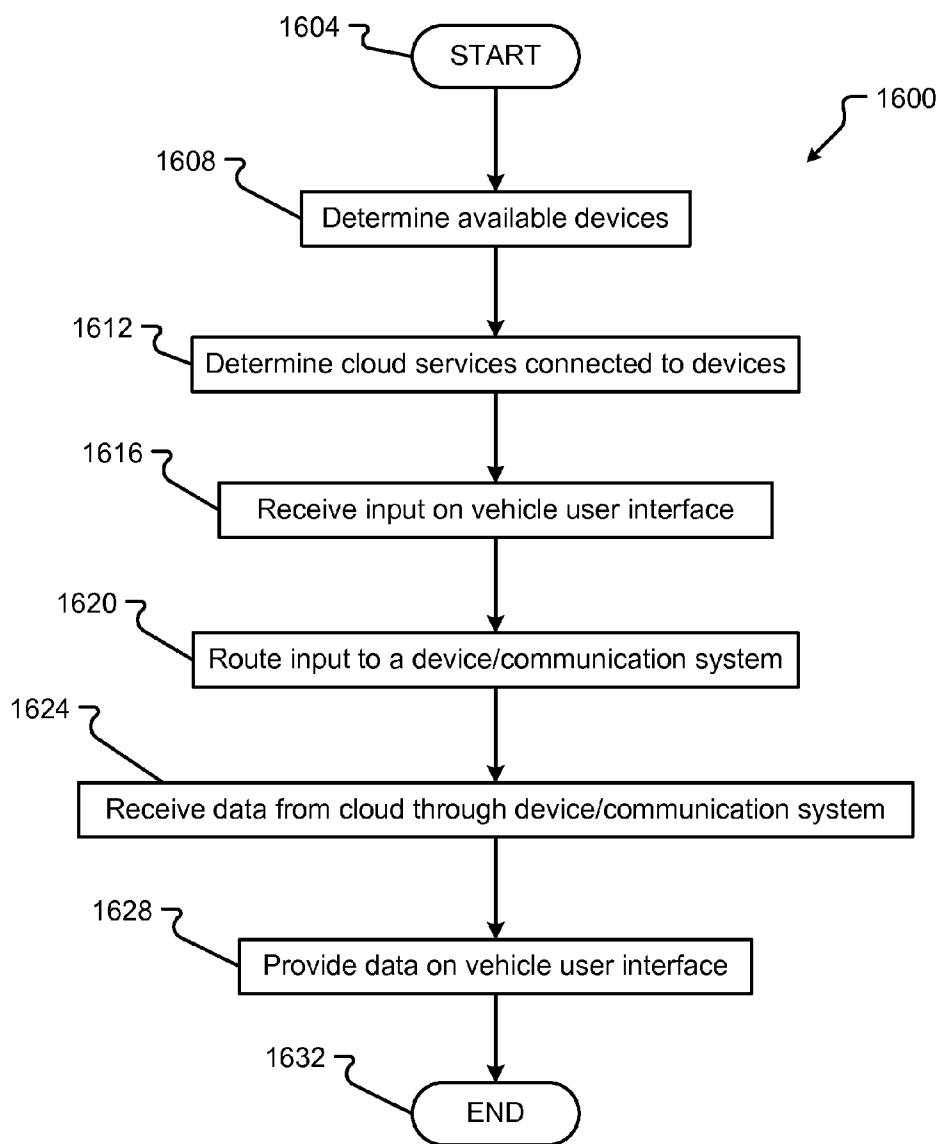 1604
START
1600
1608
Determine available devices
1612
Determine cloud services connected to devices
1616
Receive input on vehicle user interface
1620
Route input to a device/communication system
1624
Receive data from cloud through device/communication system
1628
Provide data on vehicle user interface
1632
END